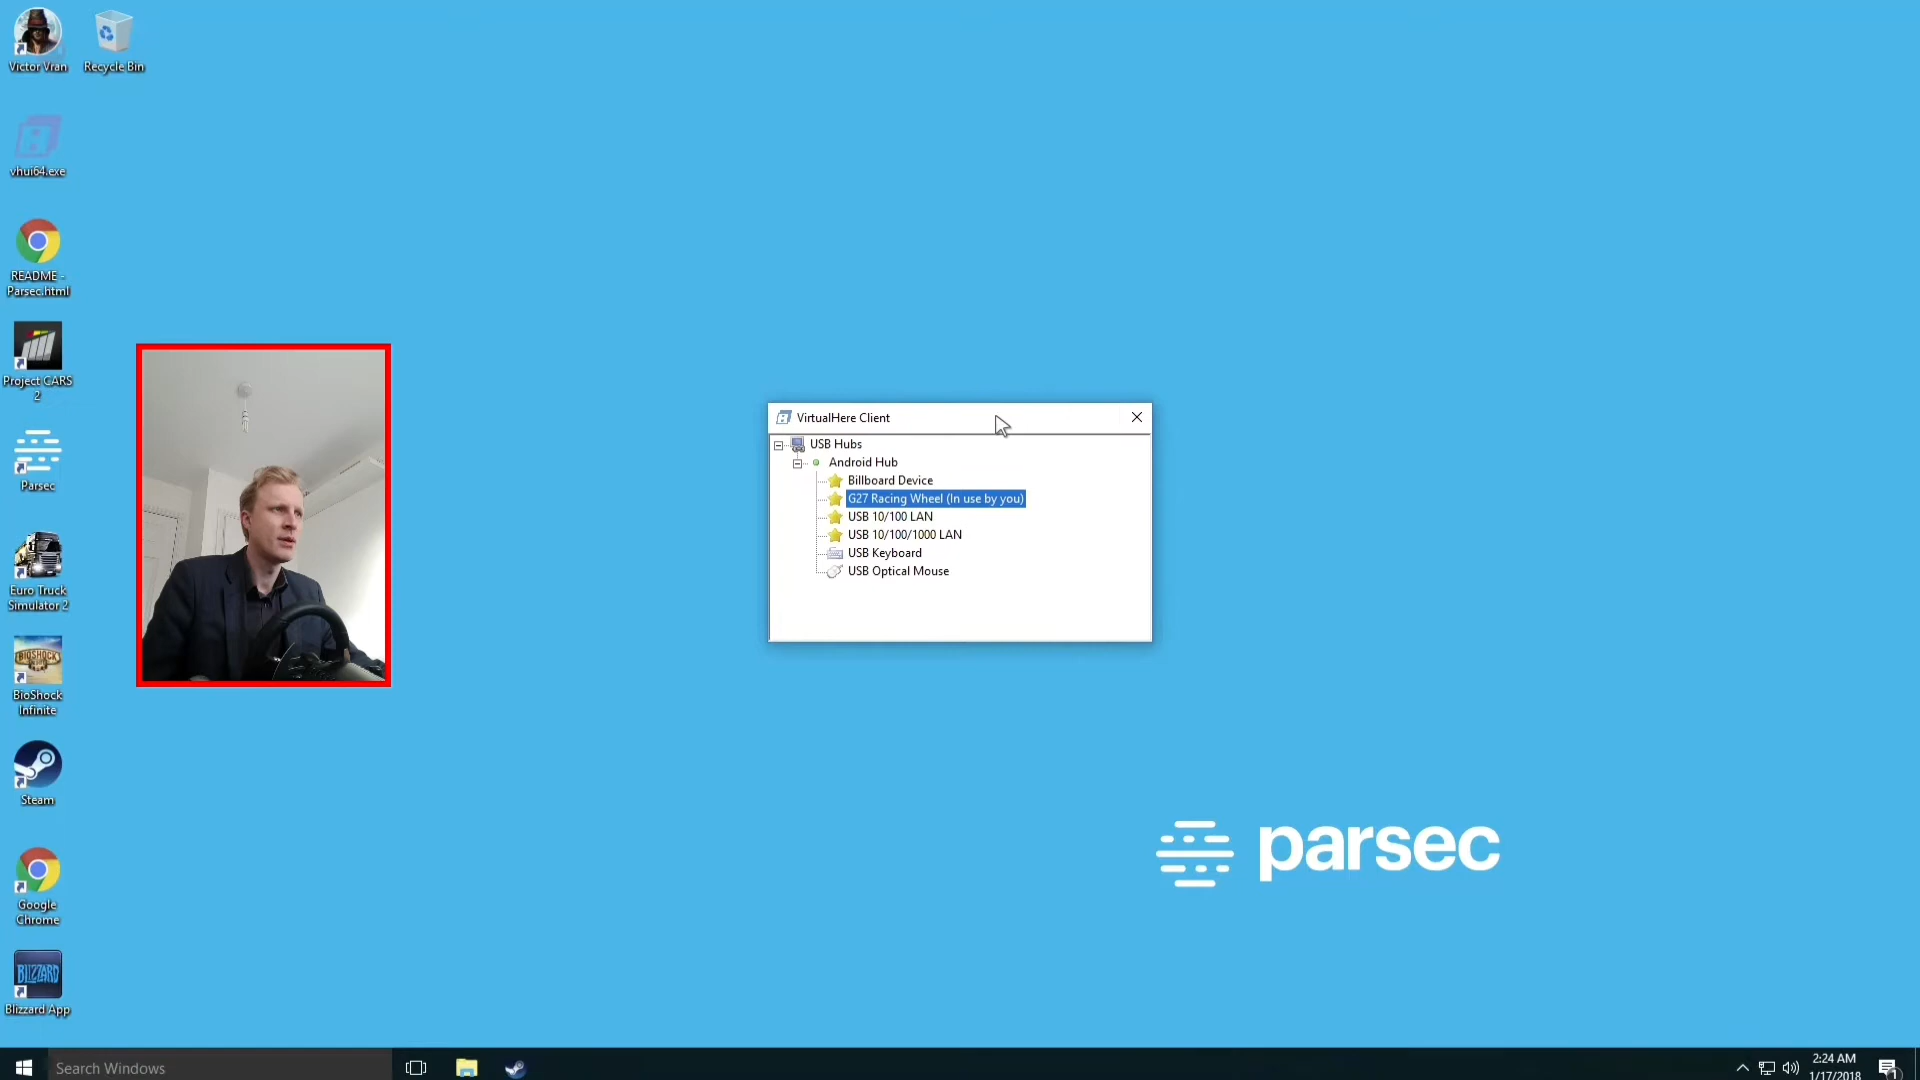 Victor Vran
Recycle Bin
vhui64.exe
README -
Parsec.html
Project CARS
2
Parsec
Euro Truck
Simulator 2
BIOSHOCK
BioShock
Infinite
Steam
Google
Chrome
BLIZZARD
Blizzard App
VirtualHere Client
USB Hubs
Android Hub
Billboard Device
G27 Racing Wheel (In use by you)
USB 10/100 LAN
USB 10/100/1000 LAN
USB Keyboard
USB Optical Mouse
parsec
Search Windows
2:24 AM
1/17/2018
1